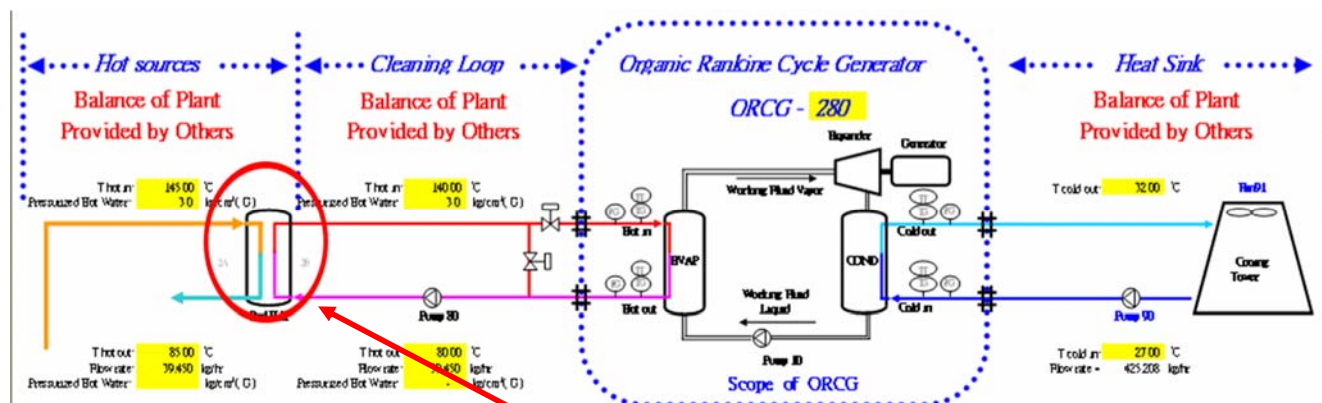 Hot sources
Cleaning Loop
Organic Rankine Cycle Generator
Heat Sink
Balance of Plant
Provided by Others
Balance of Plant
Provided by Others
ORCG - 280
Balance of Plant
Provided by Others
Expander
Generator
T hot in
145.00 °C
Pressurized Hot Water
3.0 kg/cm²( G)
T hot in
140.00 °C
Pressurized Hot Water
3.0 kg/cm²( G)
Working Fluid Vapor
T cold out
32.00 °C
Fan91
Hot in
Cold out
EVAP
COND
Cooling
Tower
Hot out
Working Fluid
Liquid
Cold in
Pump 80
Pump 10
Pump 90
T hot out
85.00 °C
Flow rate
39.450 kg/hr
Pressurized Hot Water
kg/cm²( G)
T hot out
80.00 °C
Flow rate
kg/hr
Pressurized Hot Water
- kg/cm²( G)
Scope of ORCG
T cold in
27.00 °C
Flow rate =
425.208 kg/hr